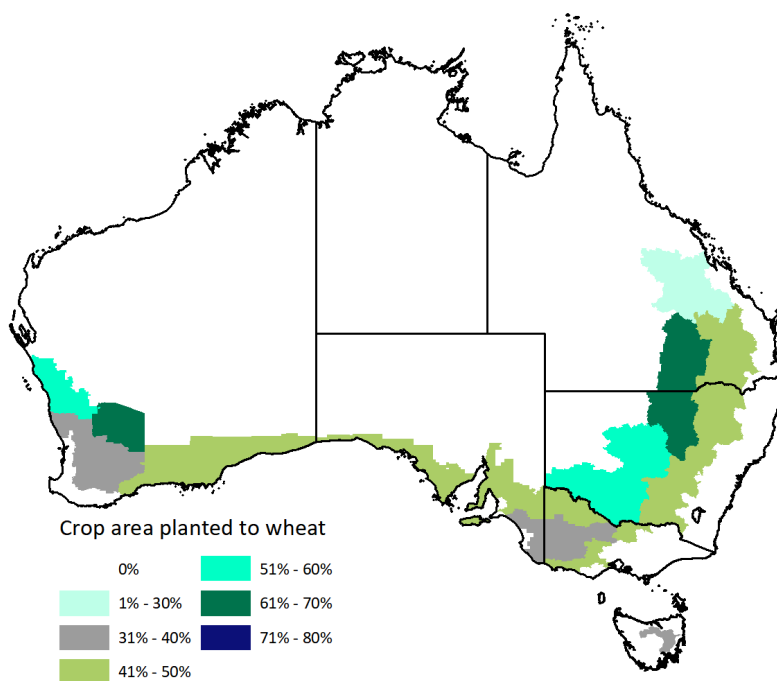 Crop area planted to wheat
0%
1% - 30%
31% - 40%
41% - 50%
51% - 60%
61% - 70%
71% - 80%